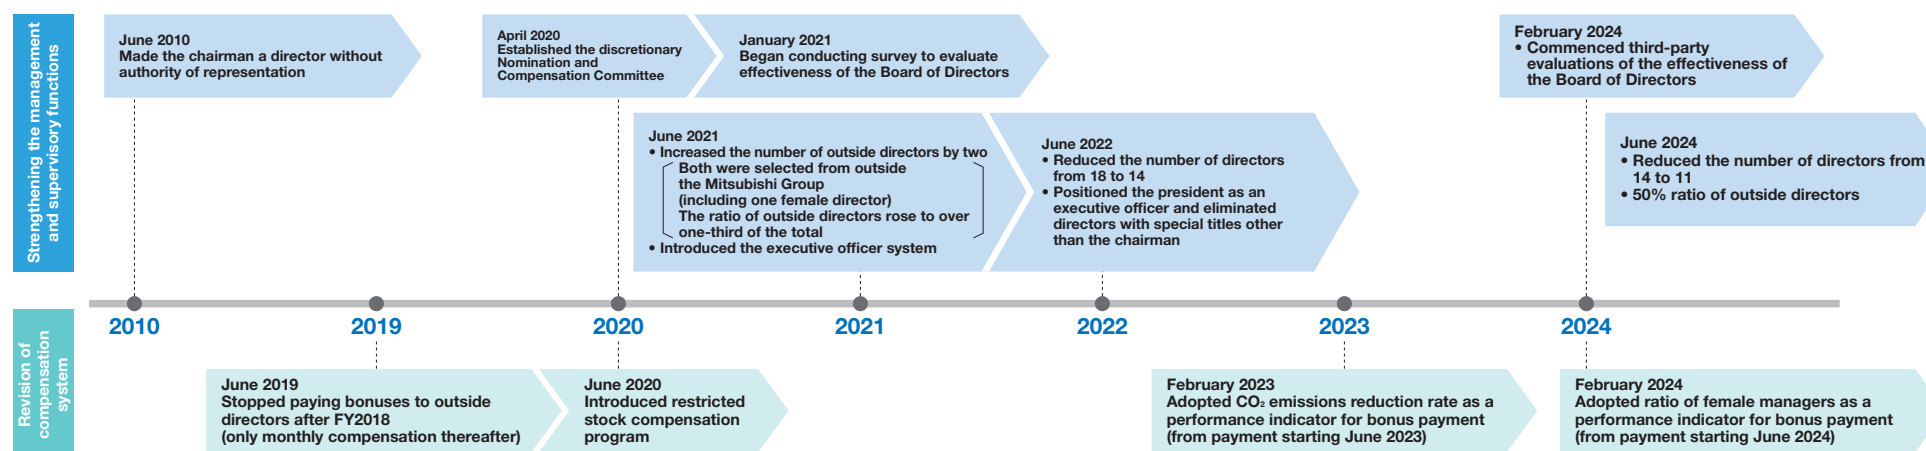 Strengthening the management
and supervisory functions
June 2010
Made the chairman a director without
authority of representation
April 2020
Established the discretionary
Nomination and
Compensation Committee
January 2021
Began conducting survey to evaluate
effectiveness of the Board of Directors
June 2021
• Increased the number of outside directors by two
Both were selected from outside
the Mitsubishi Group
(including one female director)
The ratio of outside directors rose to over
one-third of the total
• Introduced the executive officer system
June 2022
• Reduced the number of directors
from 18 to 14
• Positioned the president as an
executive officer and eliminated
directors with special titles other
than the chairman
February 2024
• Commenced third-party
evaluations of the effectiveness of
the Board of Directors
June 2024
• Reduced the number of directors from
14 to 11
• 50% ratio of outside directors
2010
2019
2020
2021
2022
2023
2024
Revision of
compensation
system
June 2019
Stopped paying bonuses to outside
directors after FY2018
(only monthly compensation thereafter)
June 2020
Introduced restricted
stock compensation
program
February 2023
Adopted CO₂ emissions reduction rate as a
performance indicator for bonus payment
(from payment starting June 2023)
February 2024
Adopted ratio of female managers as a
performance indicator for bonus payment
(from payment starting June 2024)